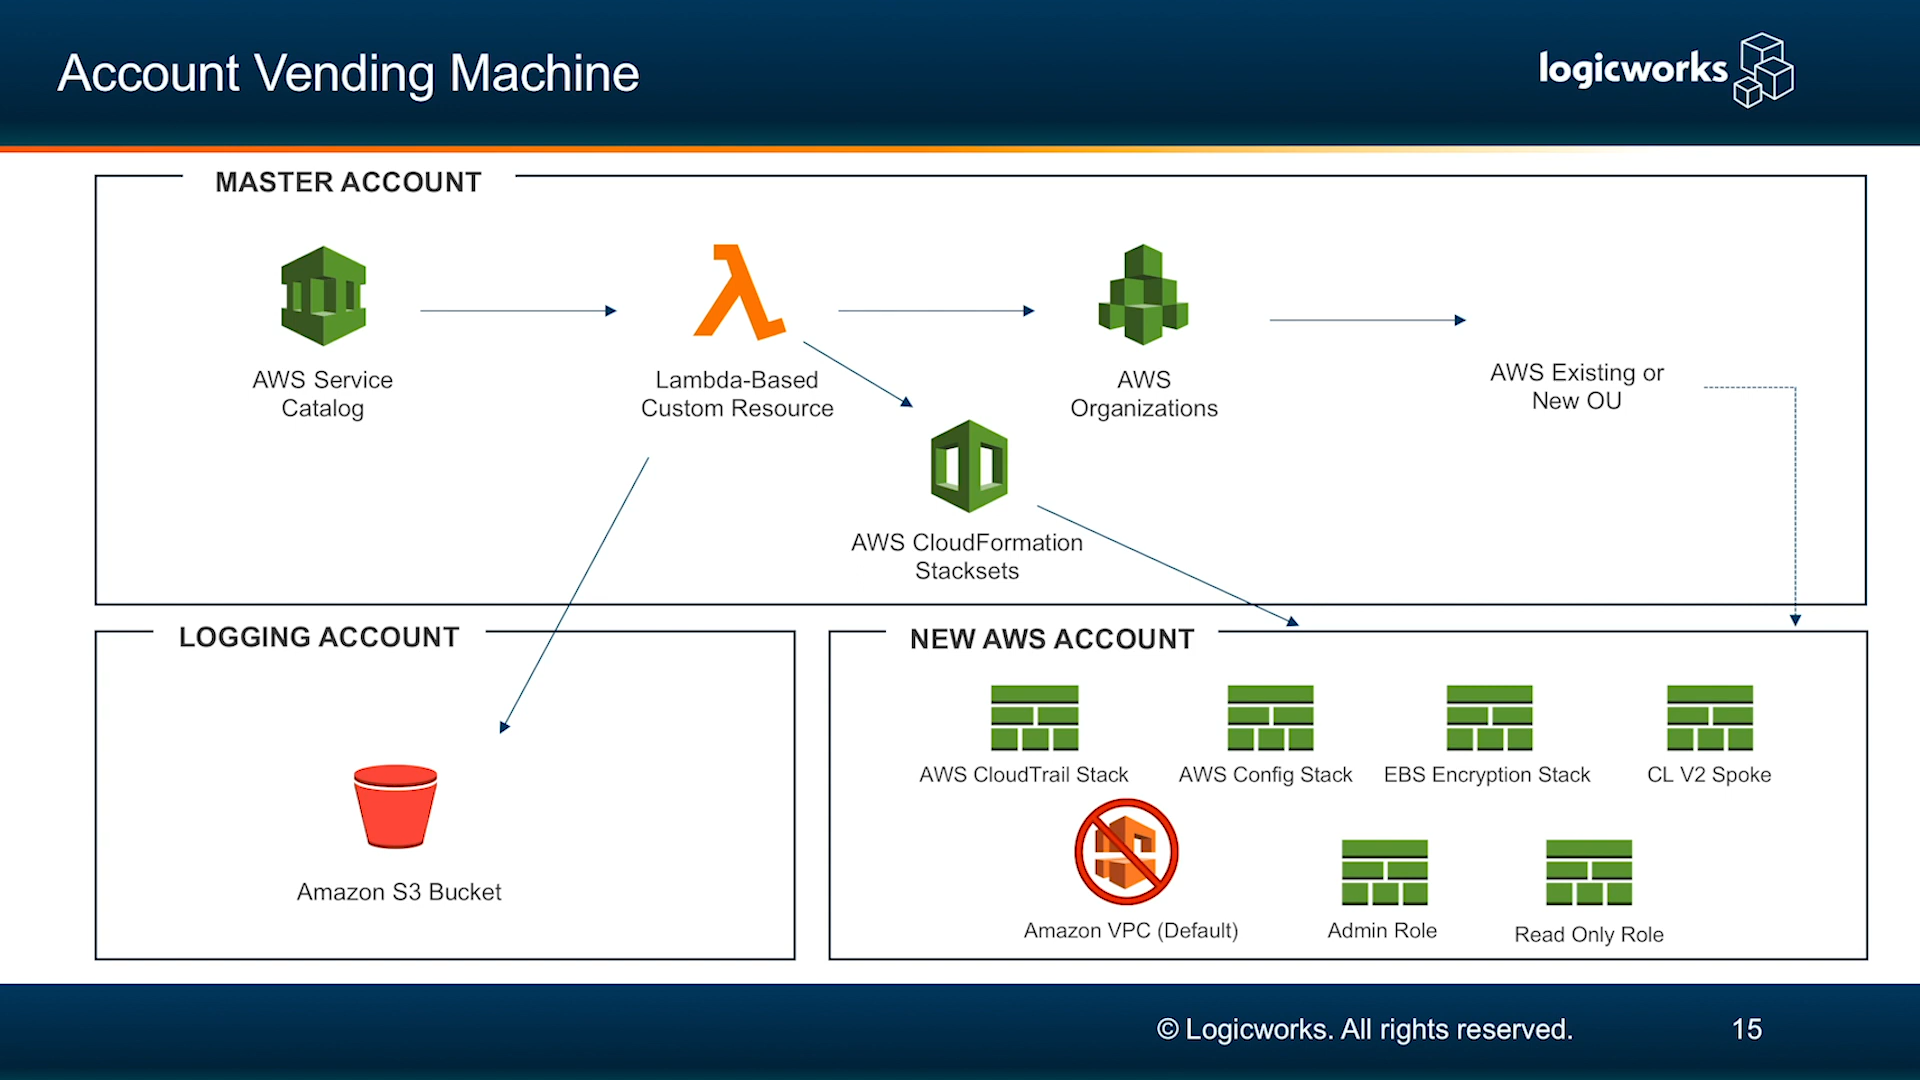 Account Vending Machine
logicworks
MASTER ACCOUNT
AWS Service
Catalog
Lambda-Based
Custom Resource
AWS
Organizations
AWS Existing or
New OU
AWS CloudFormation
Stacksets
LOGGING ACCOUNT
Amazon S3 Bucket
NEW AWS ACCOUNT
AWS CloudTrail Stack
AWS Config Stack
EBS Encryption Stack
CL V2 Spoke
Amazon VPC (Default)
Admin Role
Read Only Role
© Logicworks. All rights reserved.
15